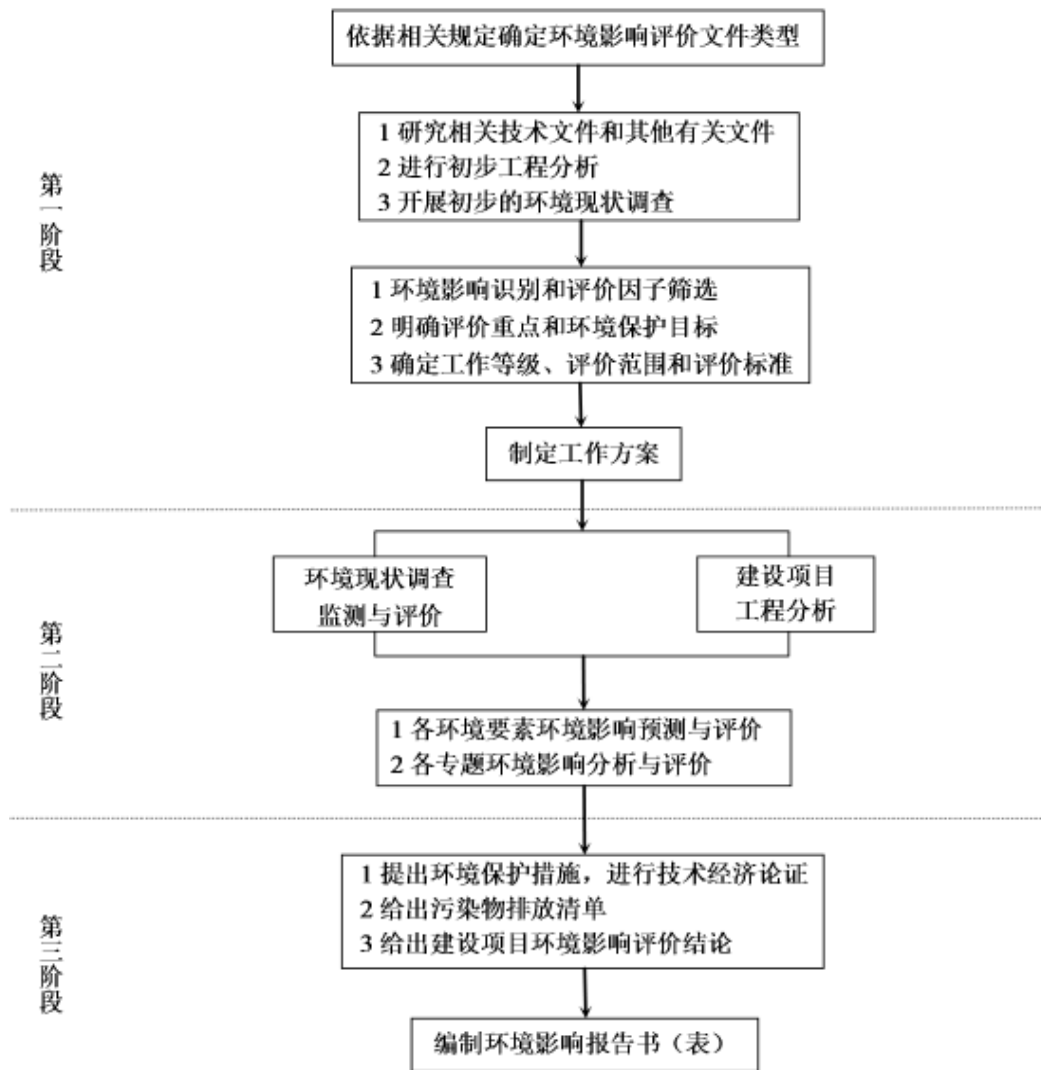 依据相关规定确定环境影响评价文件类型
第一阶段
1 研究相关技术文件和其他有关文件
2 进行初步工程分析
3 开展初步的环境现状调查
1 环境影响识别和评价因子筛选
2 明确评价重点和环境保护目标
3 确定工作等级、评价范围和评价标准
制定工作方案
第二阶段
环境现状调查
监测与评价
建设项目
工程分析
1 各环境要素环境影响预测与评价
2 各专题环境影响分析与评价
第三阶段
1 提出环境保护措施，进行技术经济论证
2 给出污染物排放清单
3 给出建设项目环境影响评价结论
编制环境影响报告书（表）